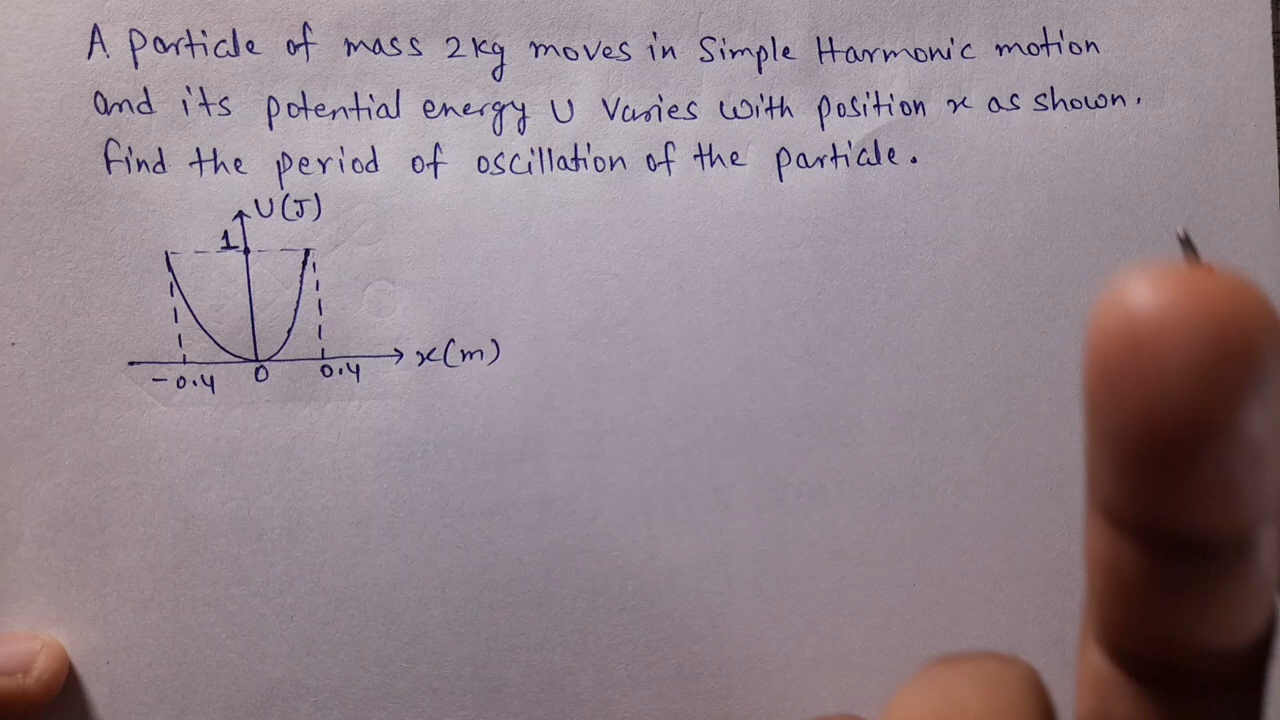 A particle of mass 2kg moves in Simple Harmonic motion
and its potential energy U varies with position x as shown.
find the period of oscillation of the particle.
U(J)
1
x(m)
-0.4 0 0.4